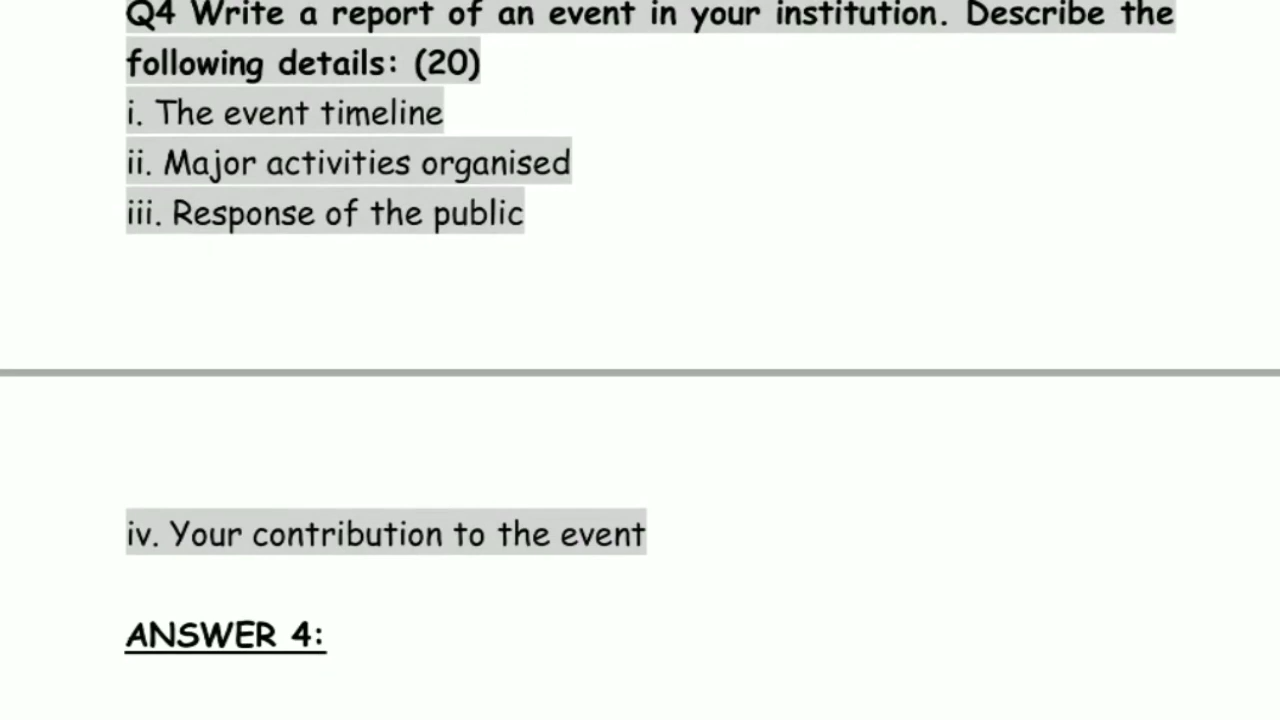 Q4 Write a report of an event in your institution. Describe the
following details: (20)
i. The event timeline
ii. Major activities organised
iii. Response of the public
iv. Your contribution to the event
ANSWER 4: